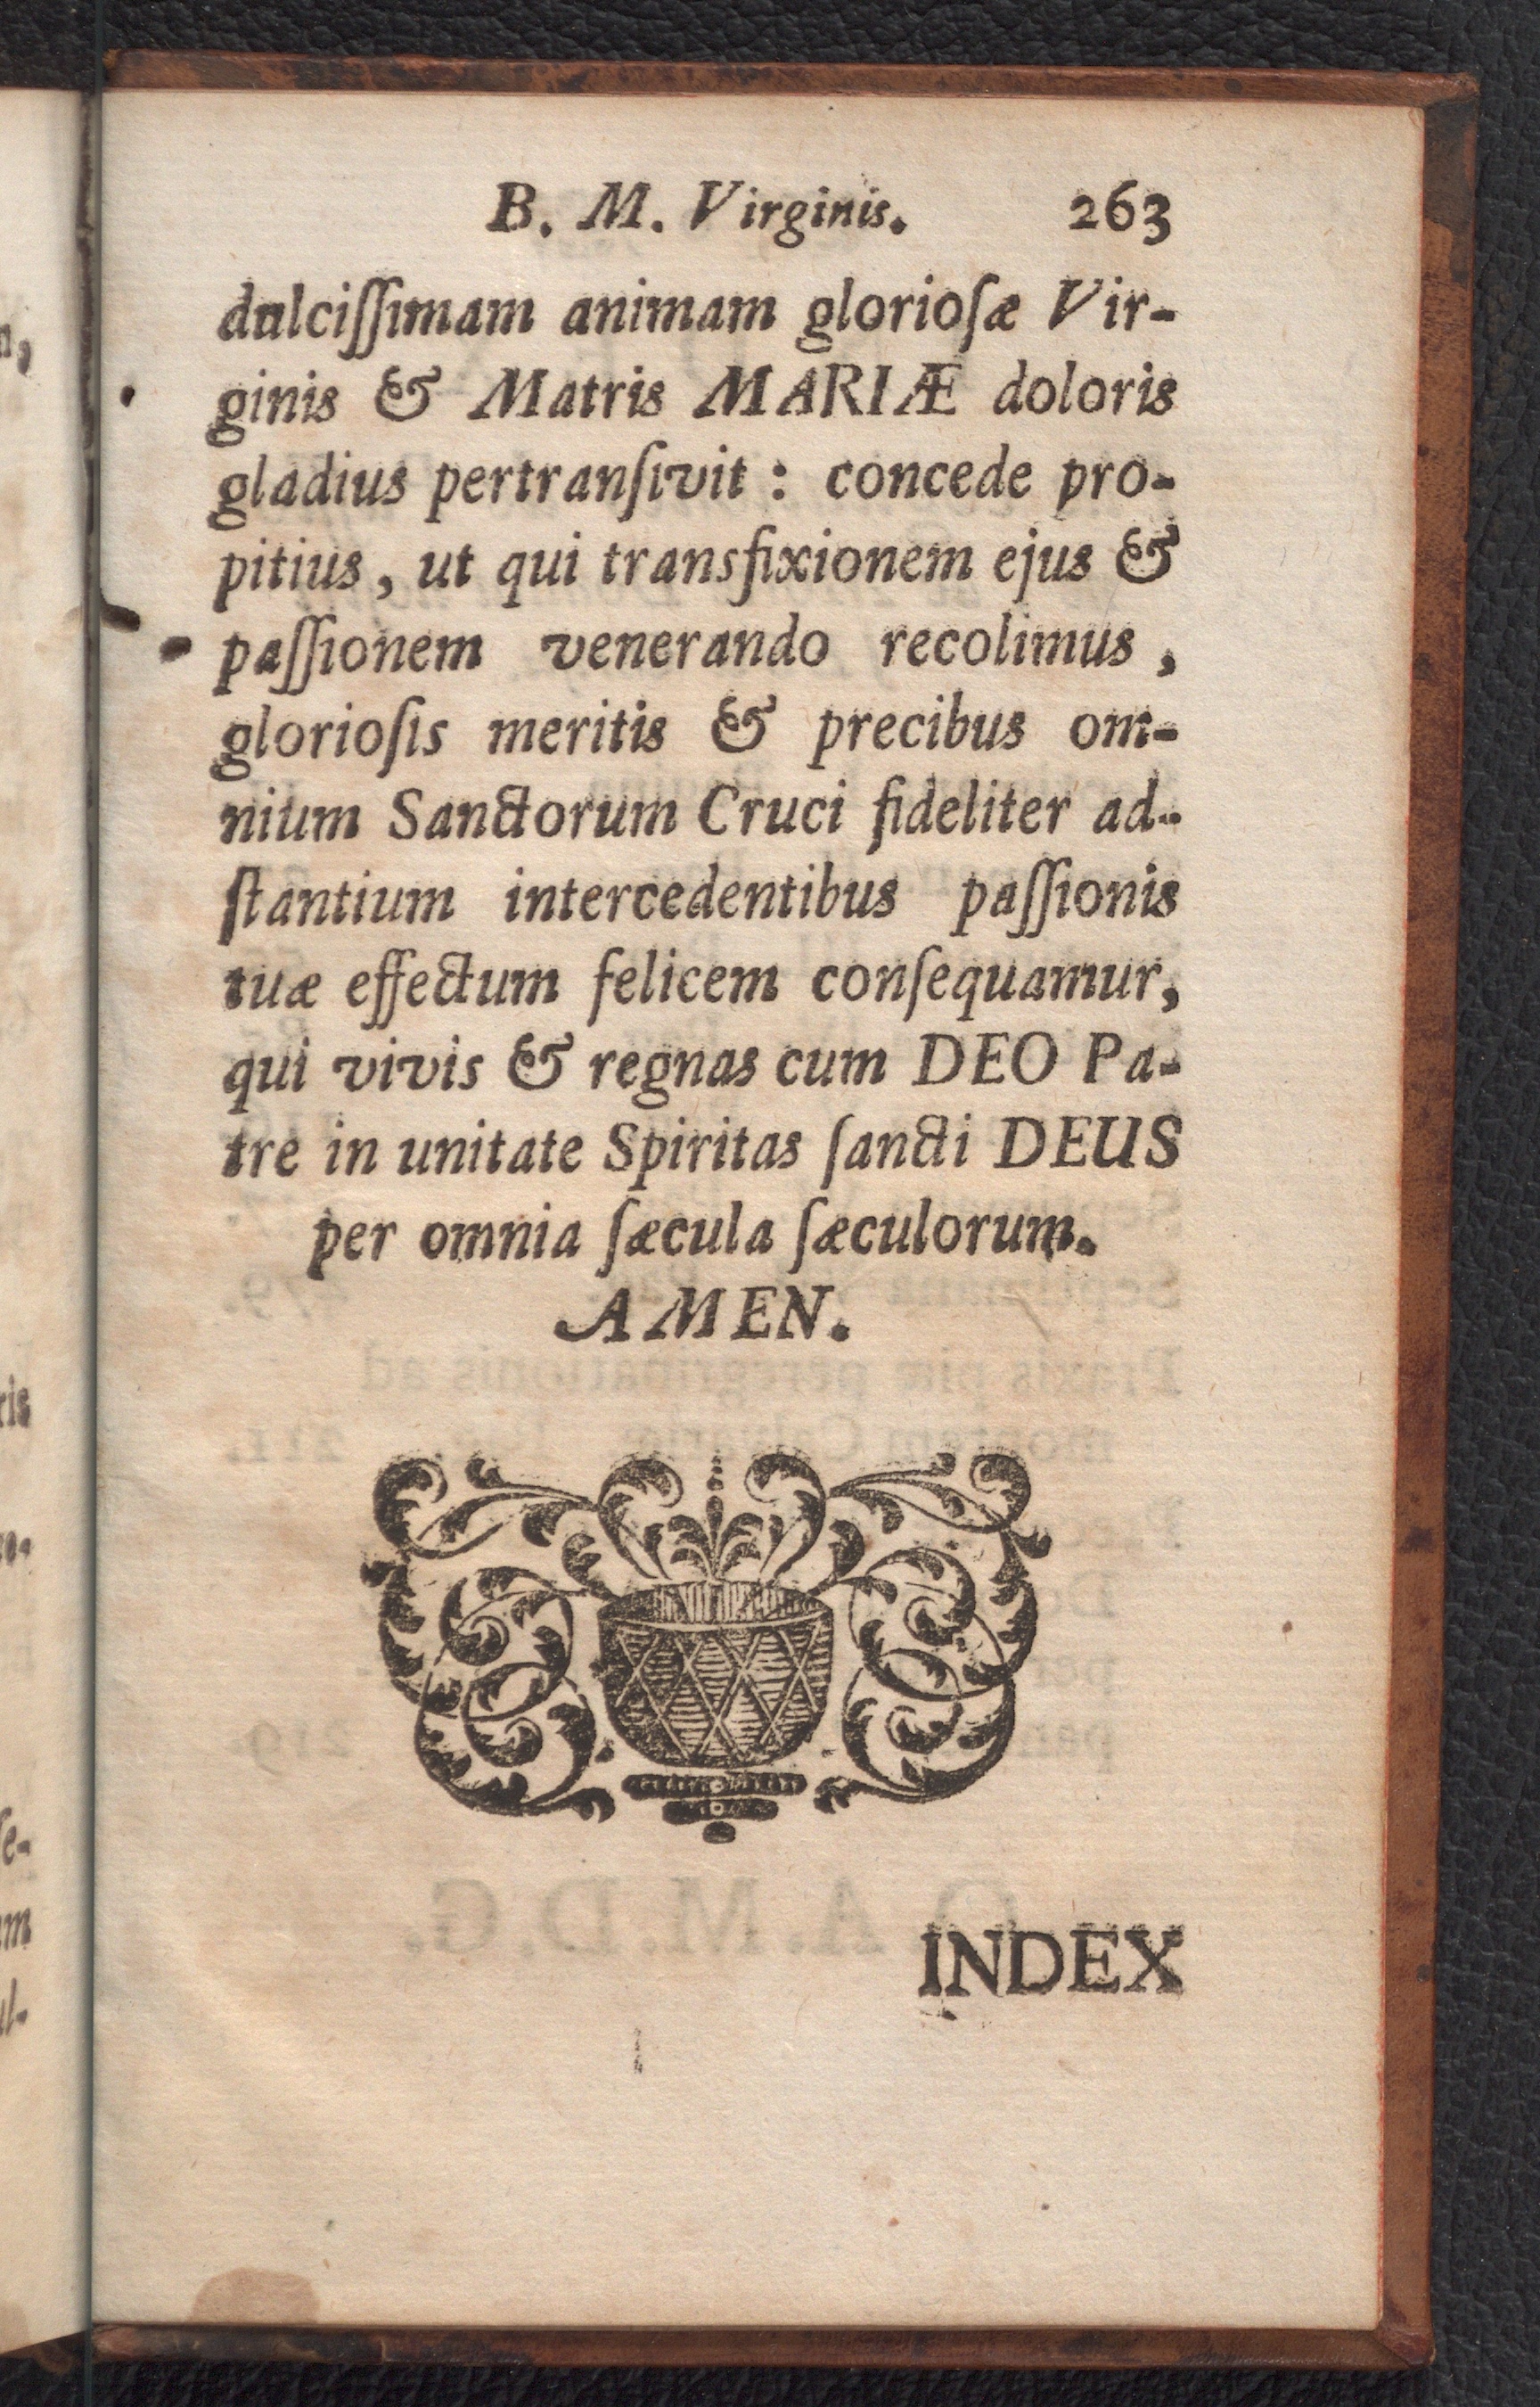 B. M. Virginis. 263
dulciſſimam animam glorioſæ Vir-
ginis & Matris MARIÆ doloris
gladius pertranſivit : concede pro-
pitius, ut qui transfixionem ejus &
paſſionem venerando recolimus,
glorioſis meritis & precibus om-
nium Sanctorum Cruci fideliter ad-
ſtantium intercedentibus paſſionis
tuæ effectum felicem conſequamur,
qui vivis & regnas cum DEO Pa-
tre in unitate Spiritas ſancti DEUS
per omnia ſæcula ſæculorum.
AMEN.
INDEX